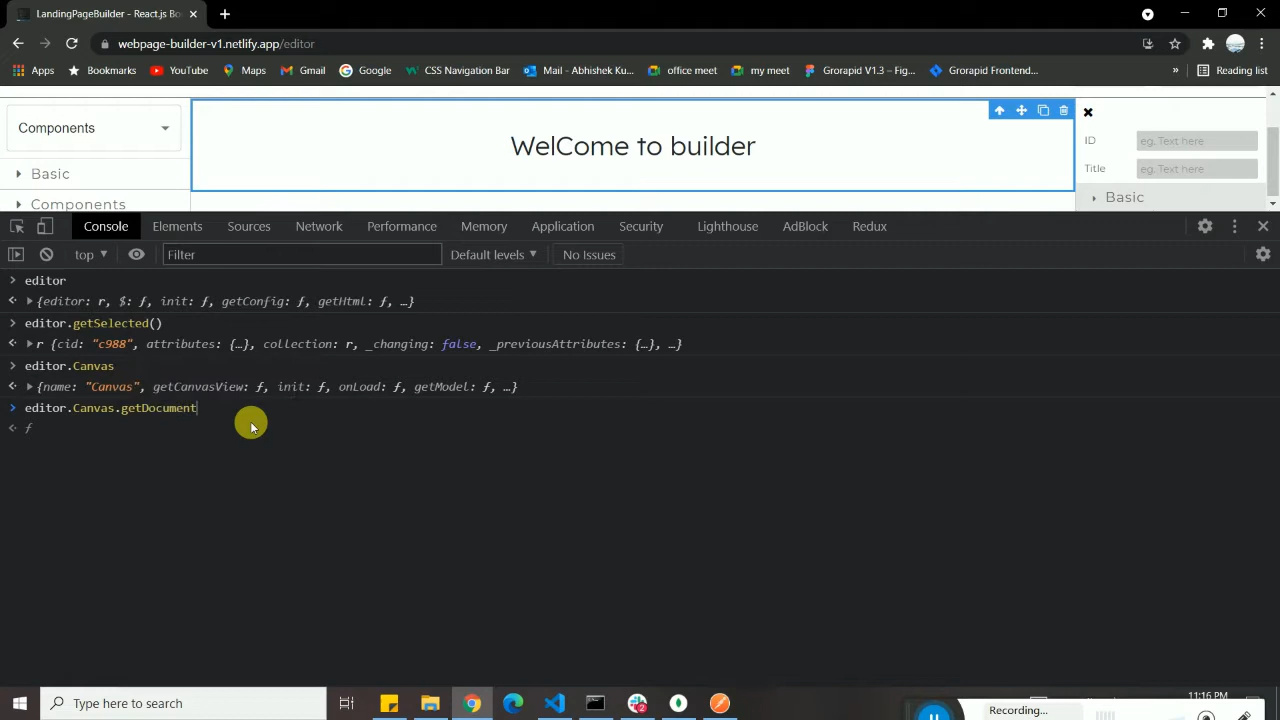 LandingPageBuilder - React.js Bo
webpage-builder-v1.netlify.app/editor
Apps Bookmarks YouTube Maps Gmail Google CSS Navigation Bar Mail - Abhishek Ku... office meet my meet Grorapid V1.3 – Fig... Grorapid Frontend... » Reading list
Components
WelCome to builder
ID eg. Text here
Title eg. Text here
Basic
Basic
Components
Console Elements Sources Network Performance Memory Application Security Lighthouse AdBlock Redux
top Filter Default levels No Issues
editor
{editor: r, $: ƒ, init: ƒ, getConfig: ƒ, getHtml: ƒ, …}
editor.getSelected()
r {cid: "c988", attributes: {…}, collection: r, _changing: false, _previousAttributes: {…}, …}
editor.Canvas
{name: "Canvas", getCanvasView: ƒ, init: ƒ, onLoad: ƒ, getModel: ƒ, …}
editor.Canvas.getDocument
ƒ
Type here to search
11:16 PM
Recording...